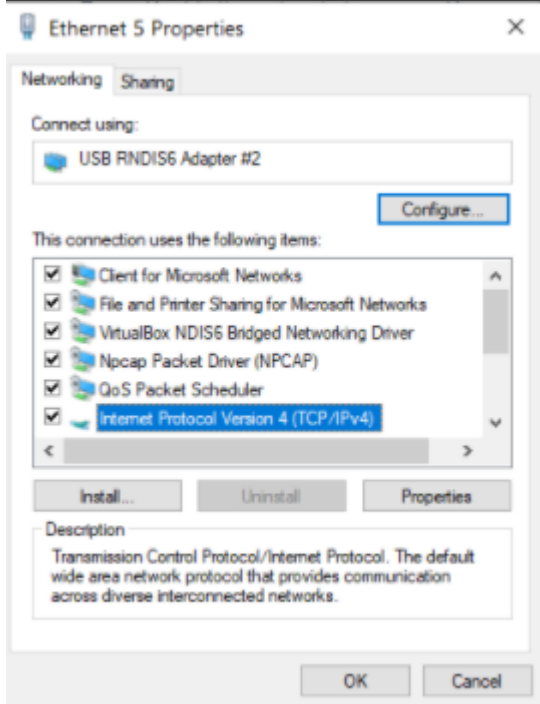 Ethernet 5 Properties
Networking Sharing
Connect using:
USB RNDIS6 Adapter #2
Configure...
This connection uses the following items:
Client for Microsoft Networks
File and Printer Sharing for Microsoft Networks
VirtualBox NDIS6 Bridged Networking Driver
Npcap Packet Driver (NPCAP)
QoS Packet Scheduler
Internet Protocol Version 4 (TCP/IPv4)
Install... Uninstall Properties
Description
Transmission Control Protocol/Internet Protocol. The default
wide area network protocol that provides communication
across diverse interconnected networks.
OK Cancel